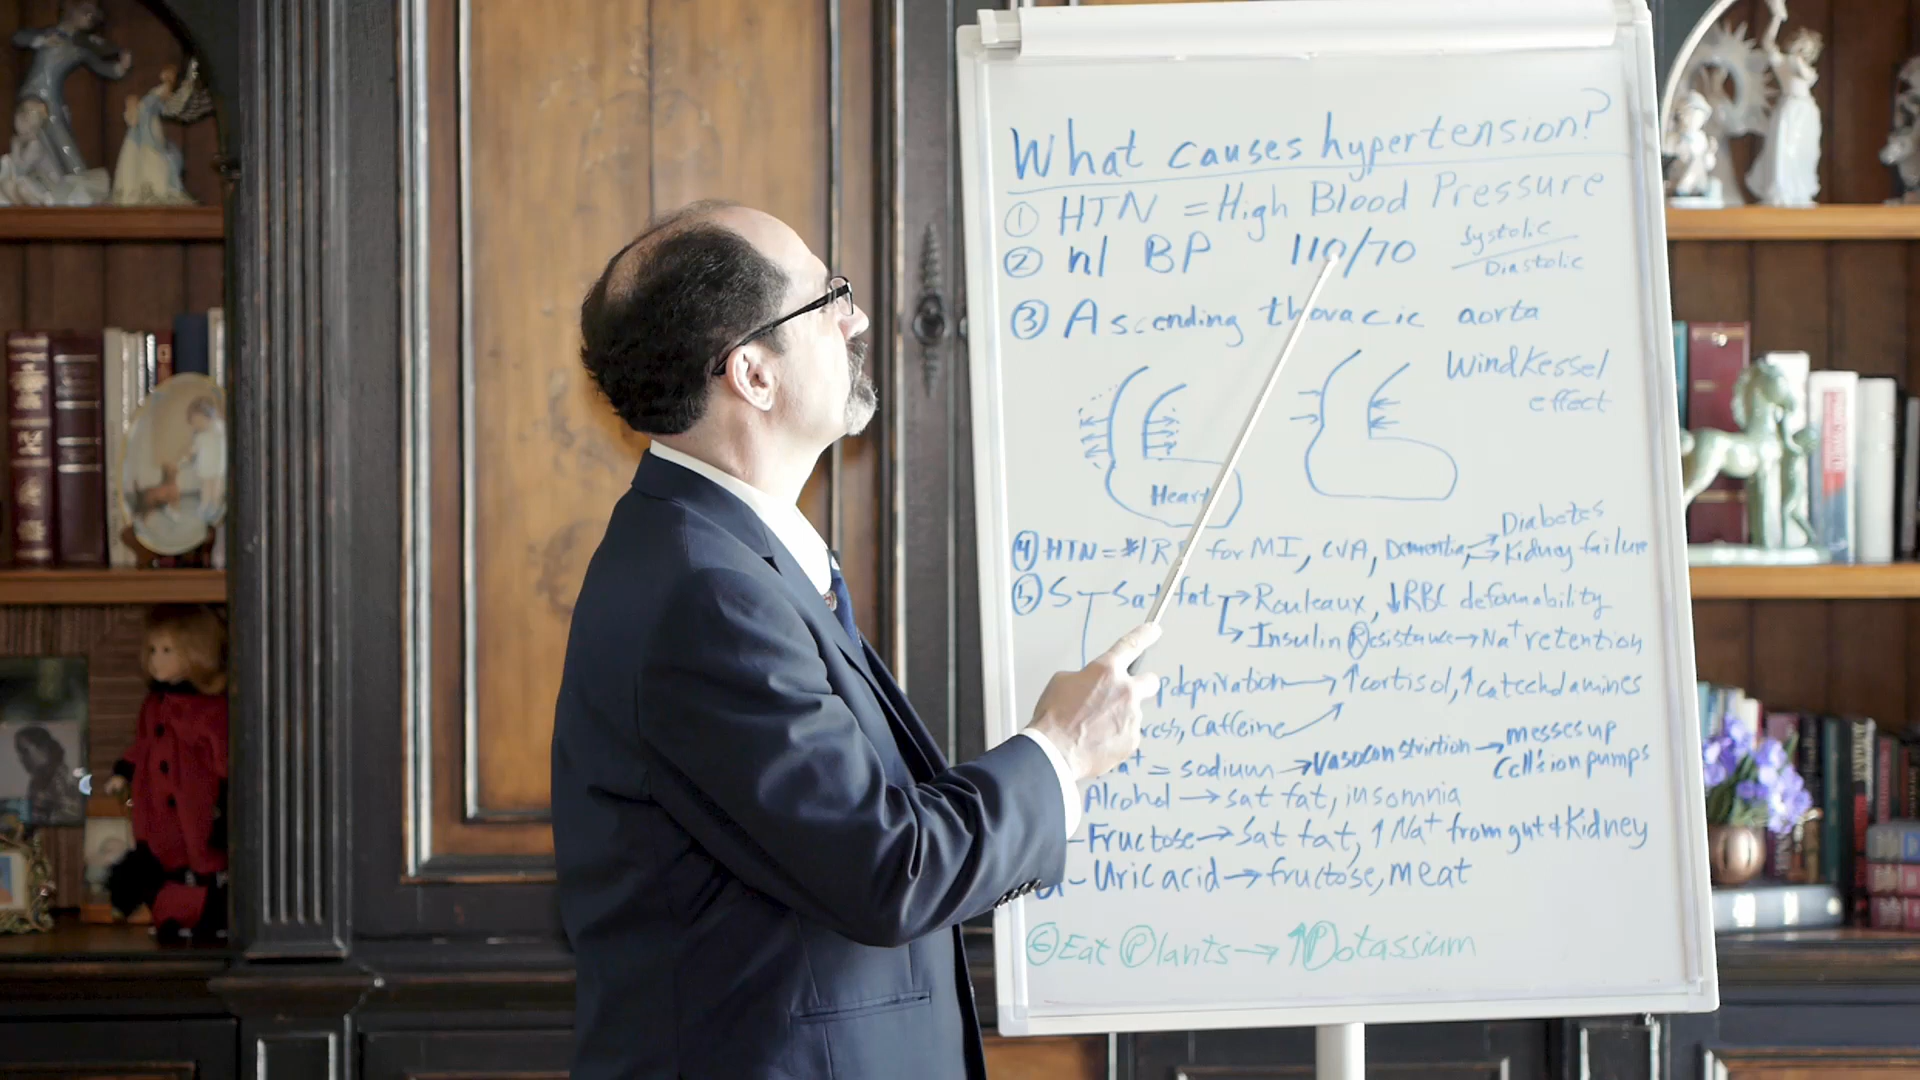 What causes hypertension?
① HTN = High Blood Pressure
② nl BP 110/70 Systolic
Diastolic
③ Ascending thoracic aorta
Windkessel
effect
Heart
④ HTN = #1 R for MI, CVA, Dementia, → Diabetes
→ Kidney failure
⑤ S Sat fat → Rouleaux, ↓RBC deformability
→ Insulin Resistance → Na⁺ retention
deprivation → ↑cortisol, ↑catecholamines
Caffeine
= sodium → Vasoconstriction → messes up
Cell's ion pumps
Alcohol → sat fat, insomnia
- Fructose → Sat fat, ↑ Na⁺ from gut + Kidney
- Uric acid → fructose, meat
⑥ Eat Plants → ↑Potassium